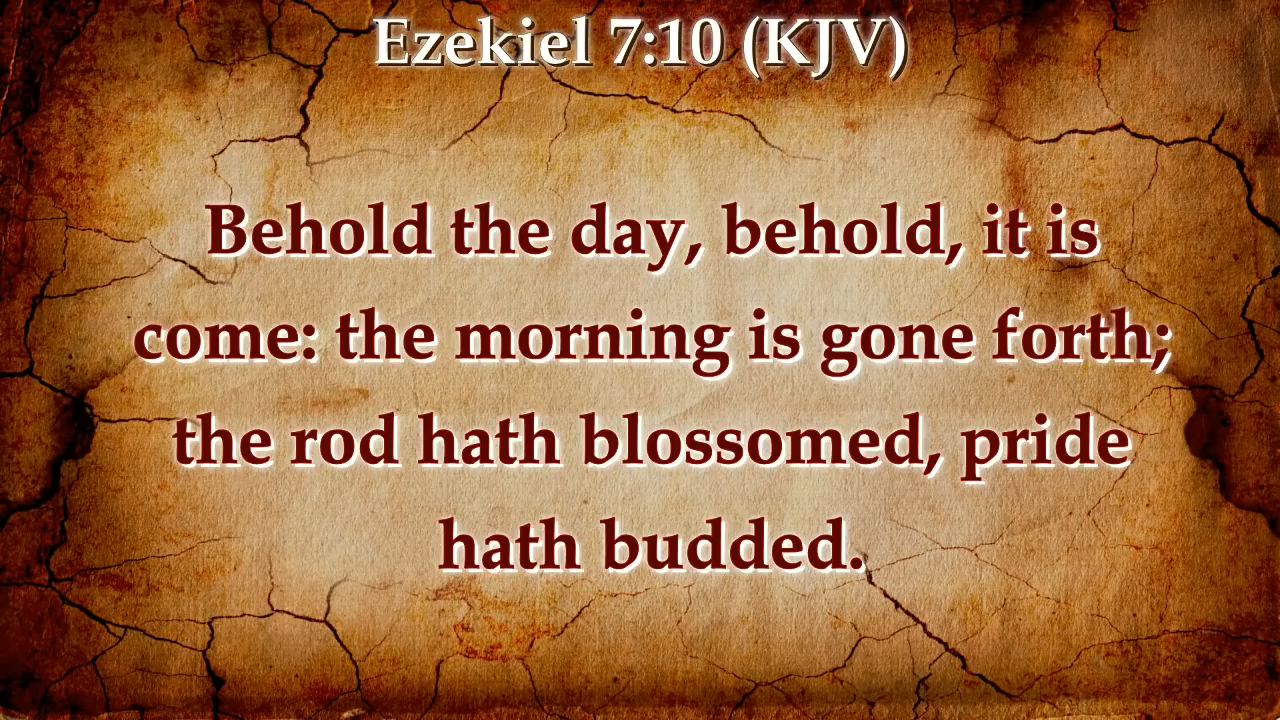 Ezekiel 7:10 (KJV)
Behold the day, behold, it is
come: the morning is gone forth;
the rod hath blossomed, pride
hath budded.